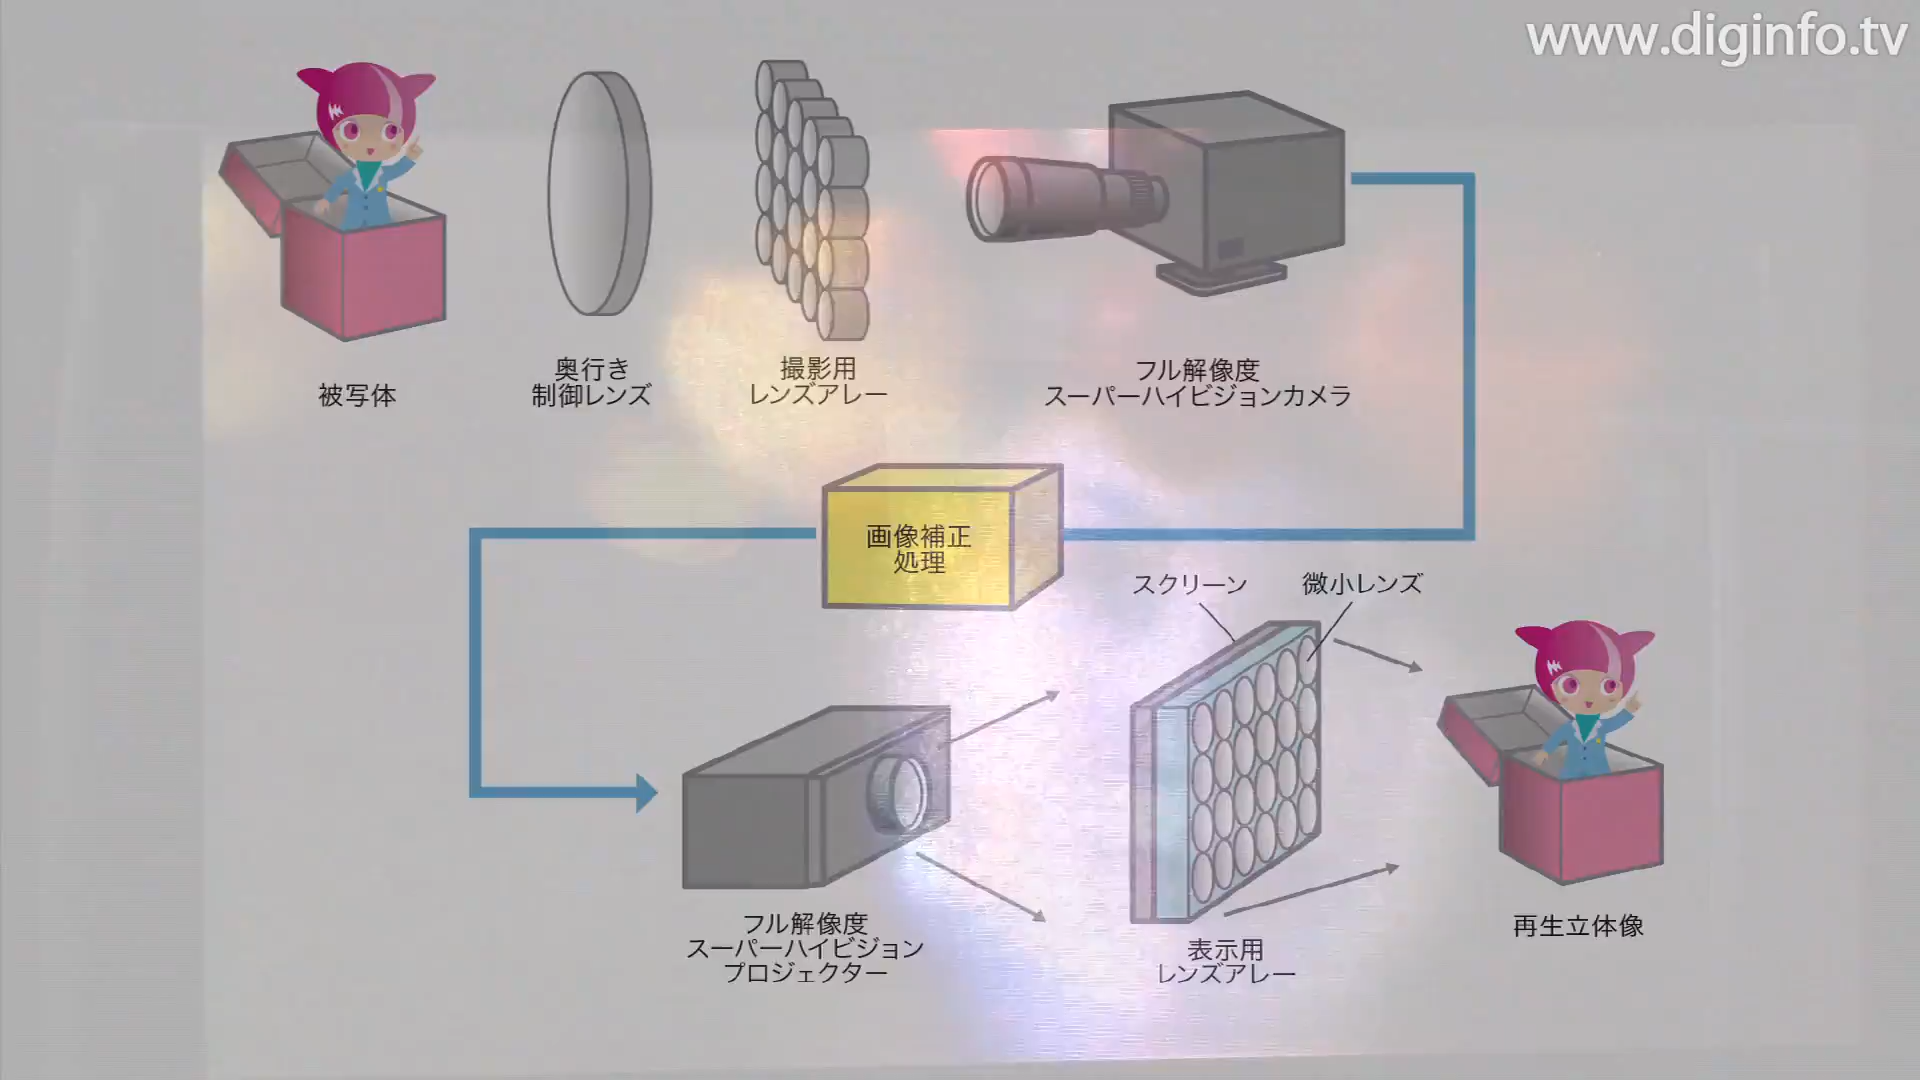 www.diginfo.tv
被写体
奥行き
制御レンズ
撮影用
レンズアレー
フル解像度
スーパーハイビジョンカメラ
画像補正
処理
スクリーン
微小レンズ
フル解像度
スーパーハイビジョン
プロジェクター
表示用
レンズアレー
再生立体像